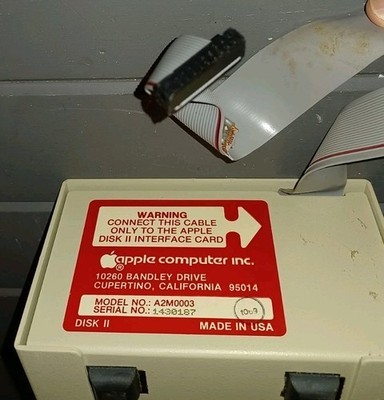 WARNING
CONNECT THIS CABLE
ONLY TO THE APPLE
DISK II INTERFACE CARD
apple computer inc.
10260 BANDLEY DRIVE
CUPERTINO, CALIFORNIA 95014
MODEL NO.: A2M0003
SERIAL NO.: 1430187
DISK II
MADE IN USA